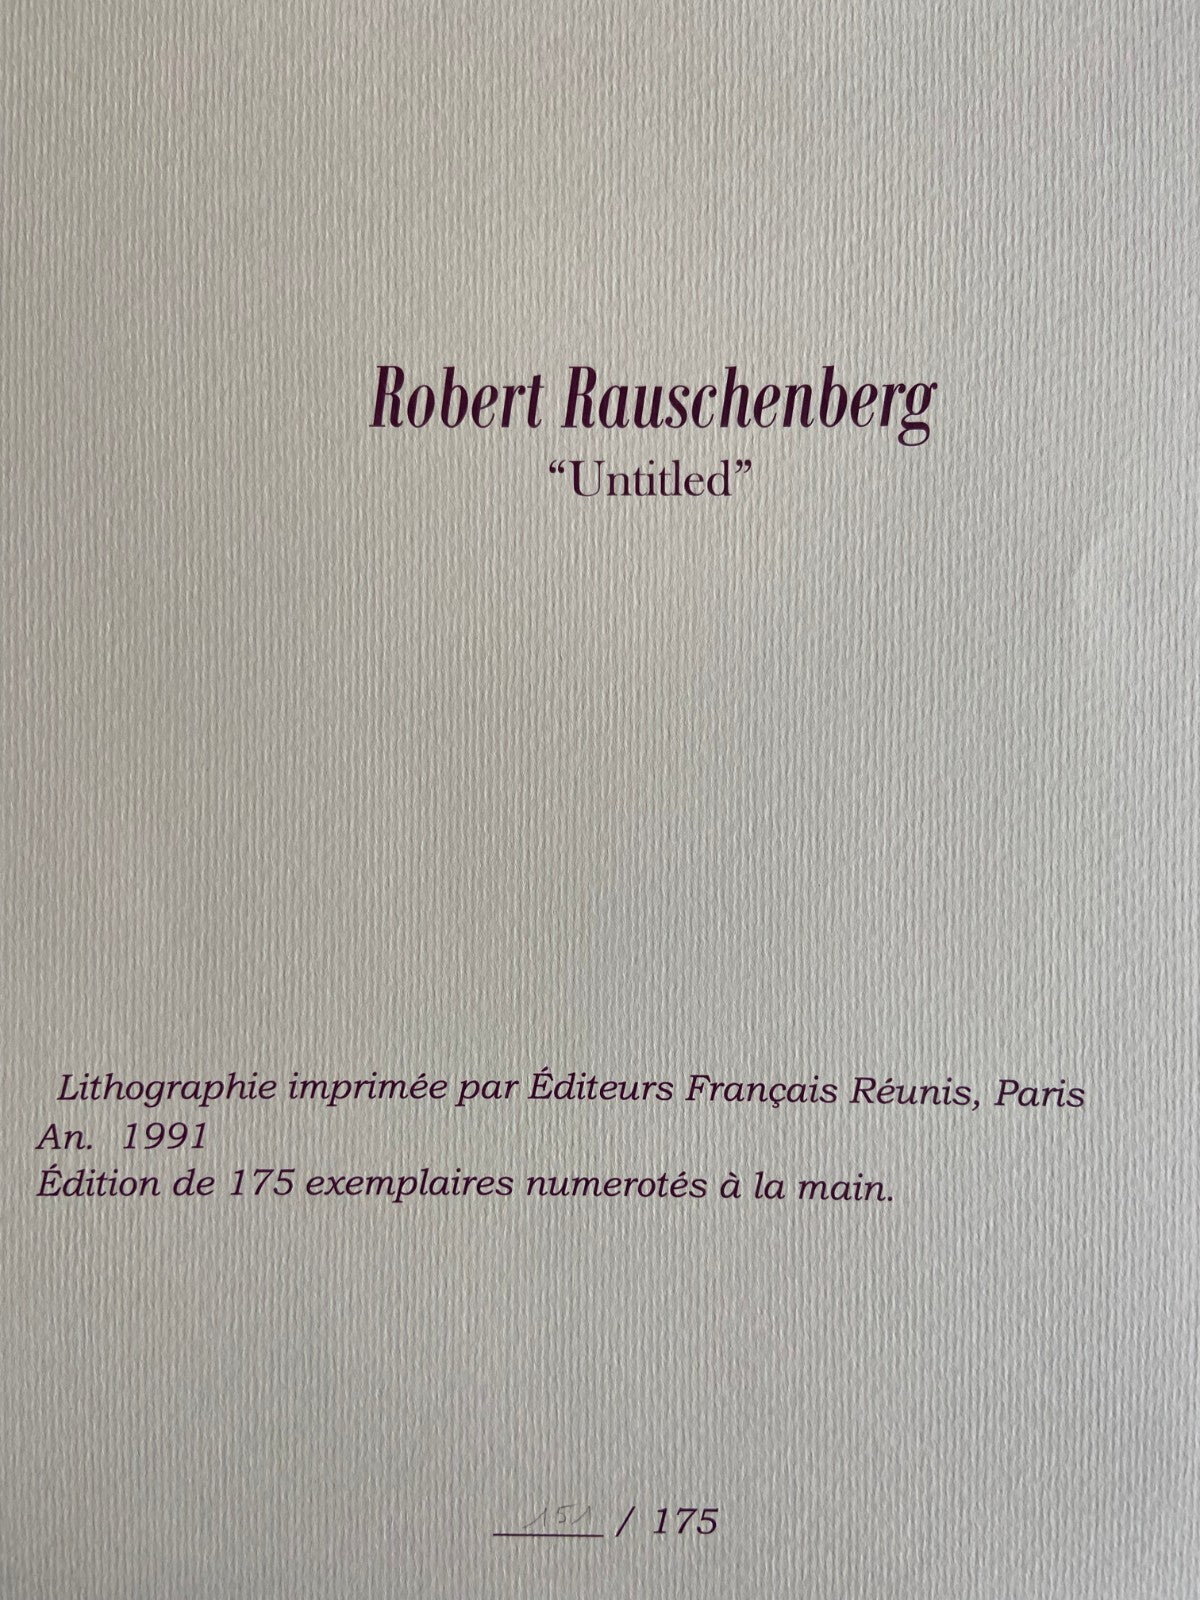 Robert Rauschenberg
“Untitled”
Lithographie imprimée par Éditeurs Français Réunis, Paris
An. 1991
Édition de 175 exemplaires numerotés à la main.
151 / 175